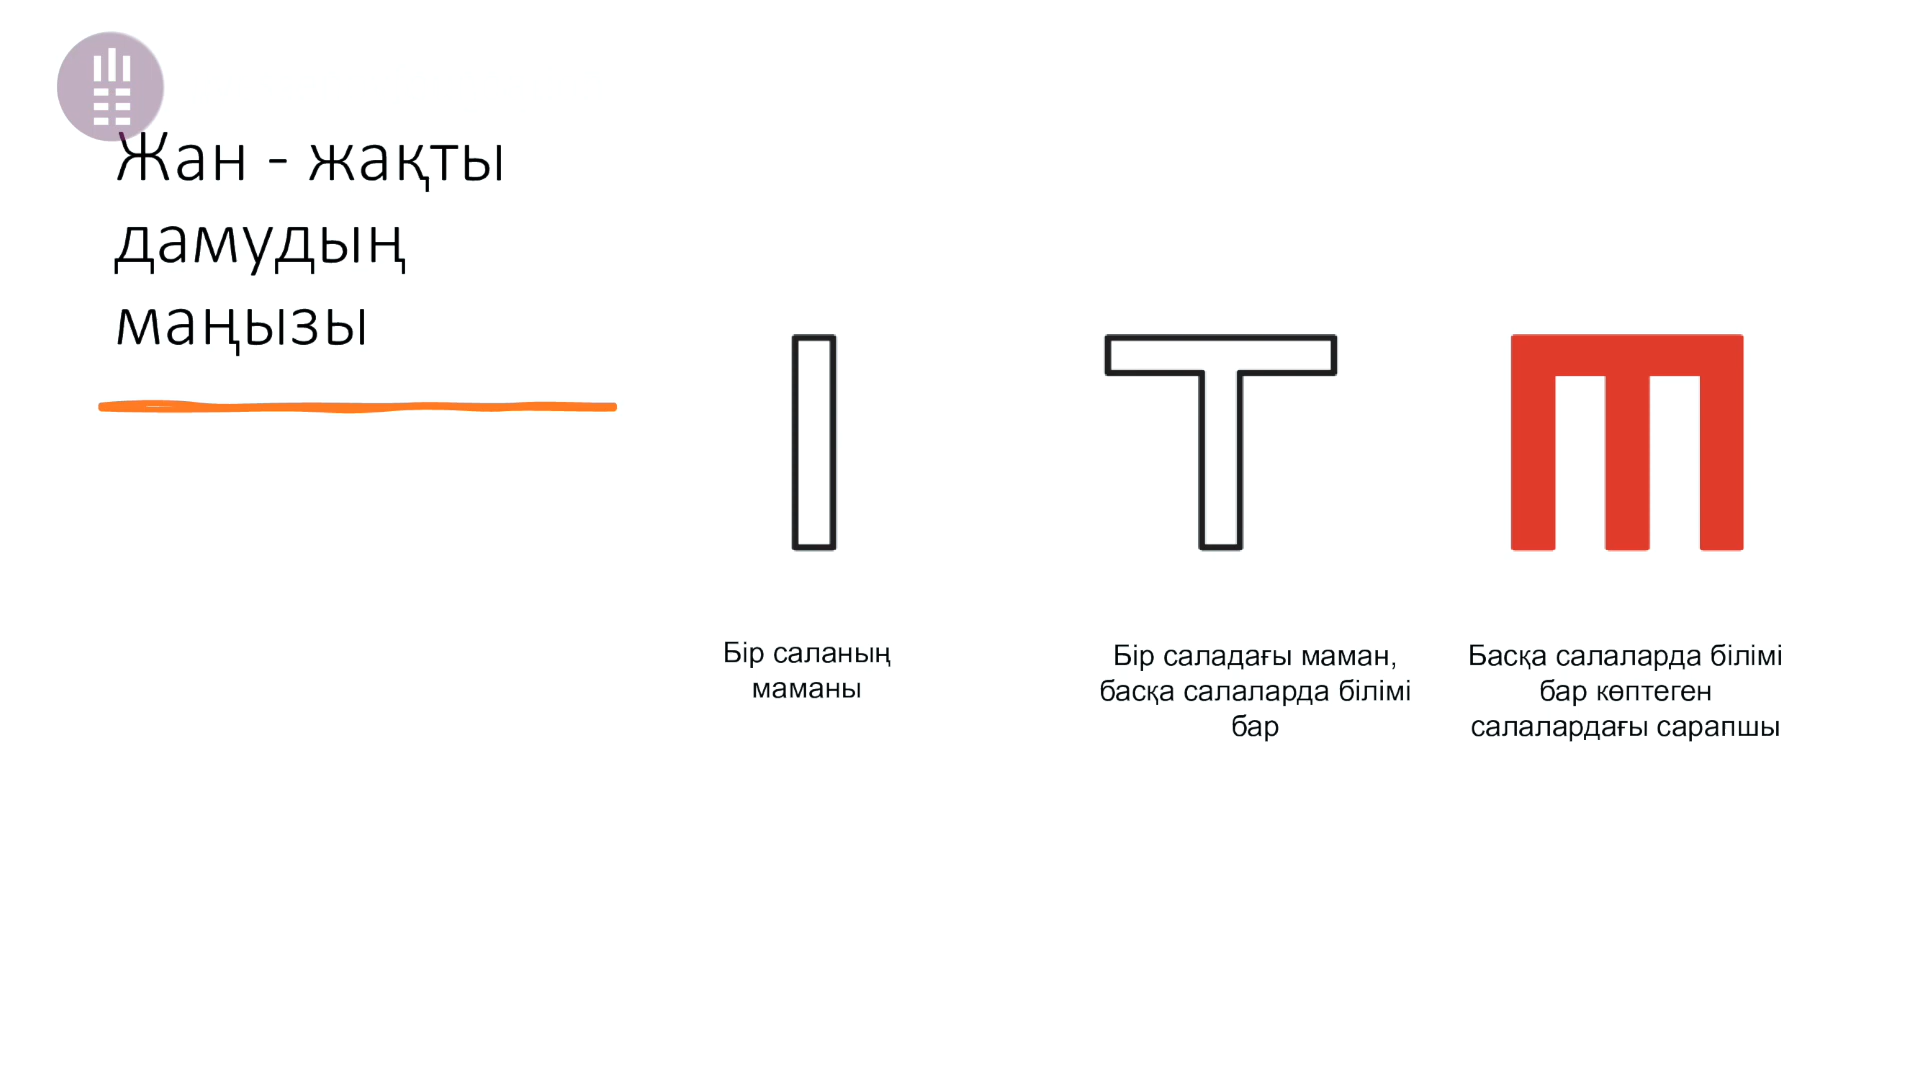 Жан - жақты
дамудың
маңызы
Бір саланың
маманы
Бір саладағы маман,
басқа салаларда білімі
бар
Басқа салаларда білімі
бар көптеген
салалардағы сарапшы